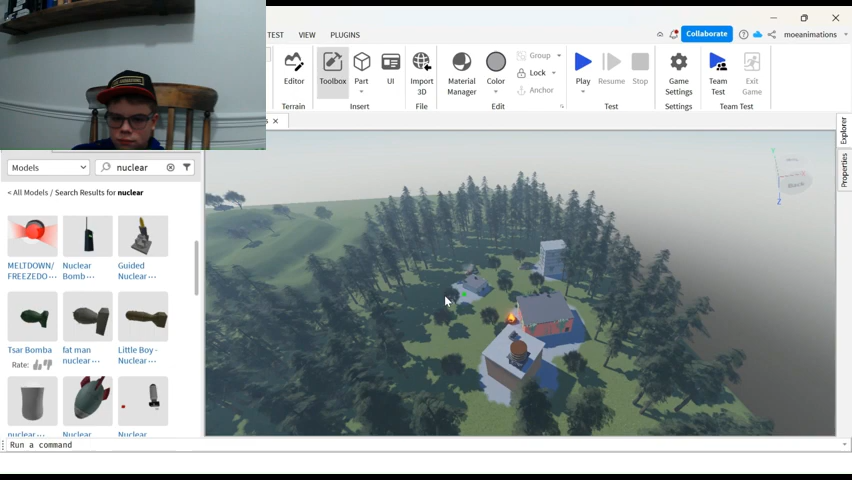 TEST VIEW PLUGINS
Collaborate
moeanimations
Editor
Toolbox
Part
UI
Import
3D
Material
Manager
Color
Group
Lock
Anchor
Play
Resume
Stop
Game
Settings
Team
Test
Exit
Game
Terrain
Insert
File
Edit
Test
Settings
Team Test
Models
nuclear
< All Models / Search Results for nuclear
MELTDOWN/
FREEZEDO ···
Nuclear
Bomb ···
Guided
Nuclear ···
Tsar Bomba
Rate:
fat man
nuclear ···
Little Boy -
Nuclear ···
nuclear
Nuclear
Nuclear
Explorer
Properties
Back
Z
Run a command